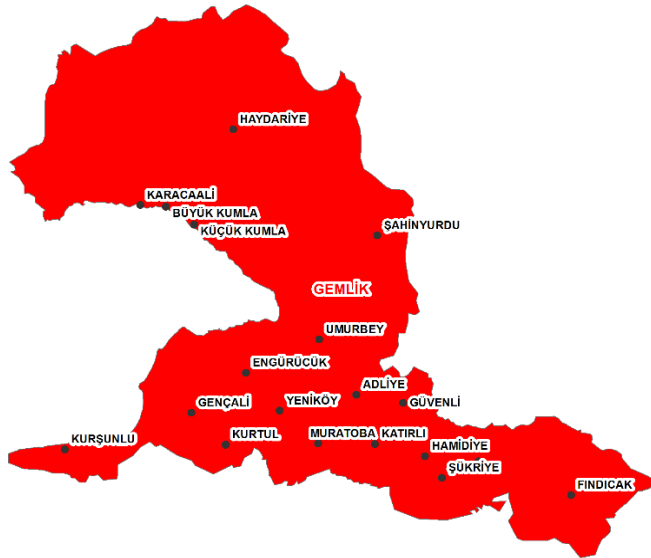 HAYDARİYE
KARACAALİ
BÜYÜK KUMLA
KÜÇÜK KUMLA
ŞAHİNYURDU
GEMLİK
UMURBEY
ENGÜRÜCÜK
ADLİYE
GENÇALİ
YENİKÖY
GÜVENLİ
KURŞUNLU
KURTUL
MURATOBA
KATIRLI
HAMİDİYE
ŞÜKRİYE
FINDICAK